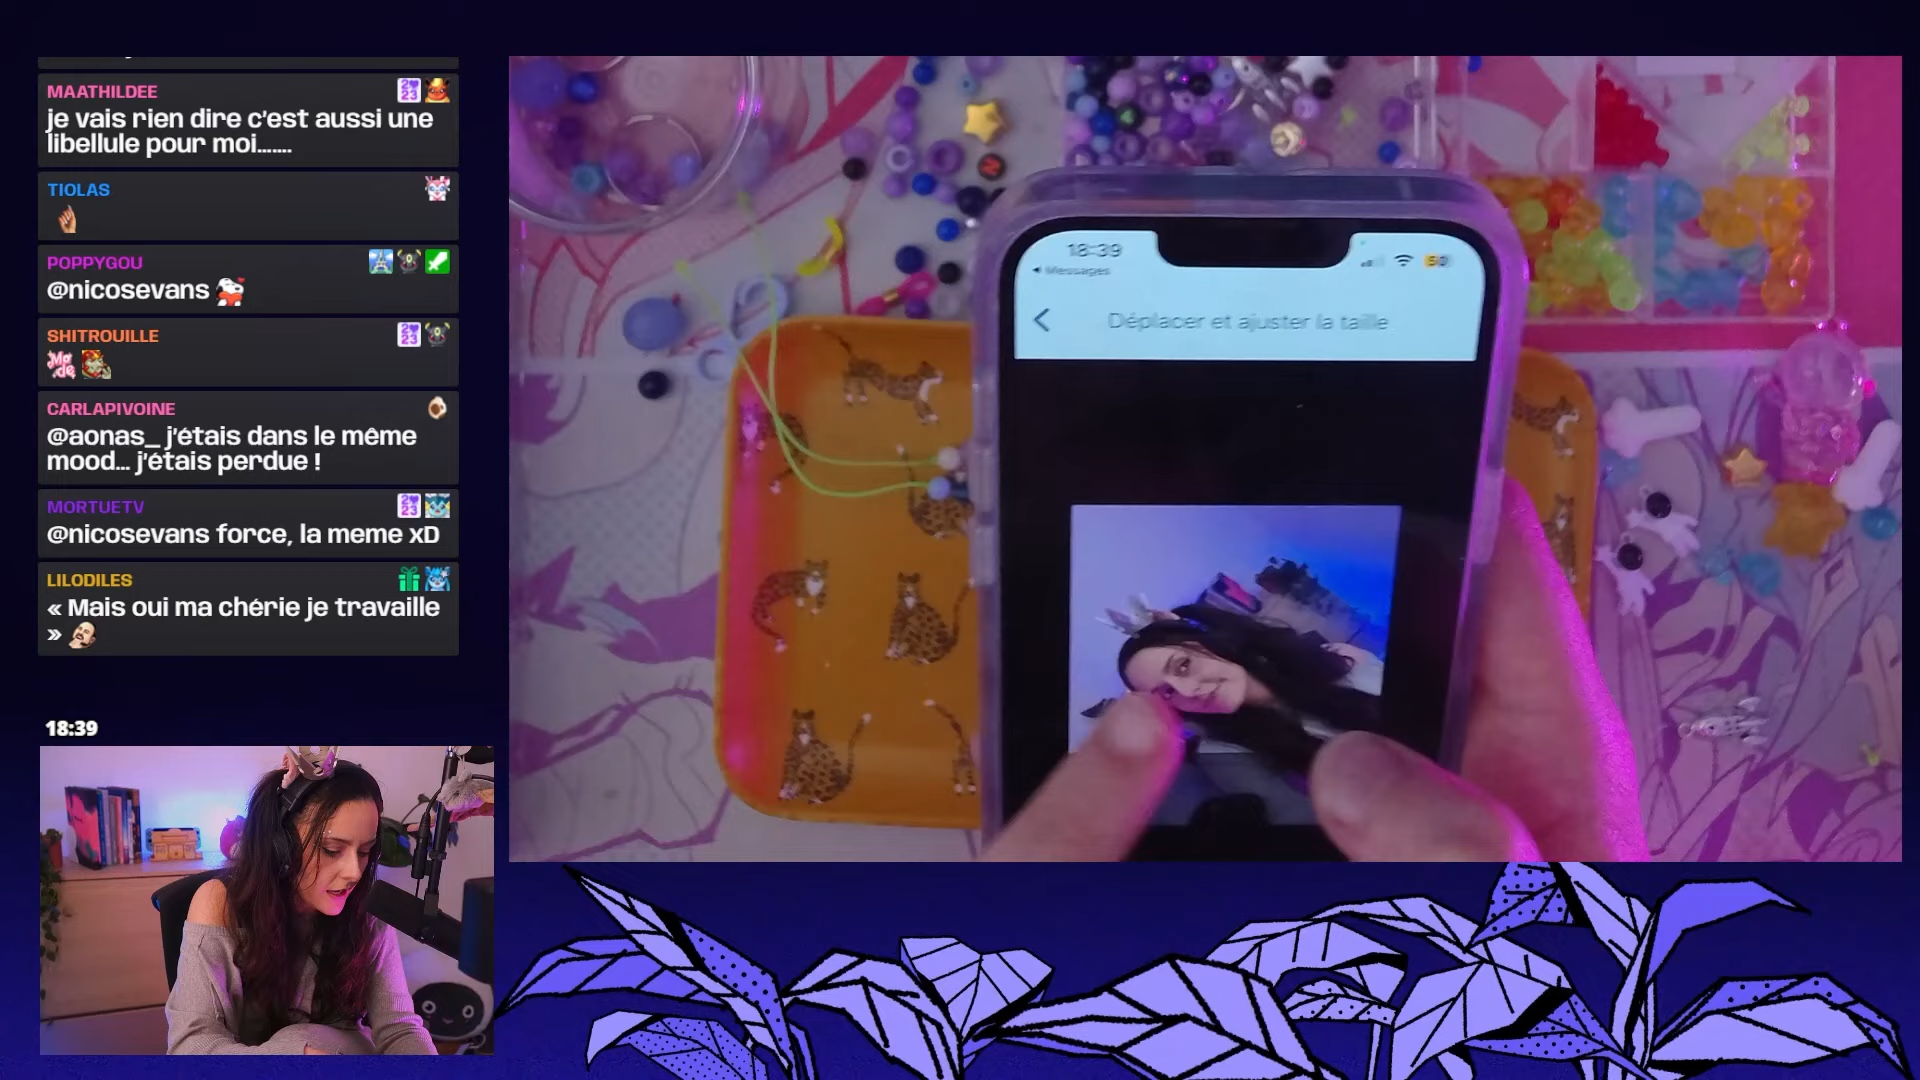 MAATHILDEE
je vais rien dire c'est aussi une
libellule pour moi.......
TIOLAS
POPPYGOU
@nicosevans
SHITROUILLE
CARLAPIVOINE
@aonas_ j'étais dans le même
mood... j'étais perdue !
MORTUETV
@nicosevans force, la meme xD
LILODILES
« Mais oui ma chérie je travaille
»
18:39
18:39
Messages
50
Déplacer et ajuster la taille